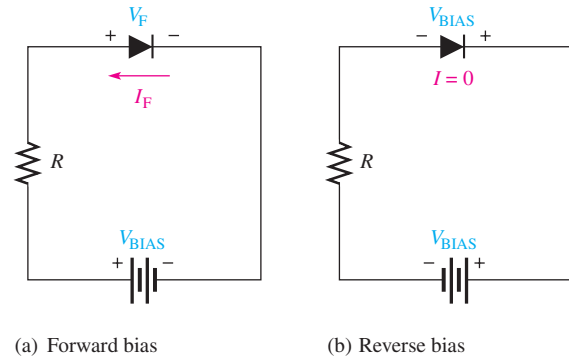 V_F
+ −
I_F
R
V_BIAS
+ −
(a) Forward bias
V_BIAS
− +
I = 0
R
V_BIAS
− +
(b) Reverse bias